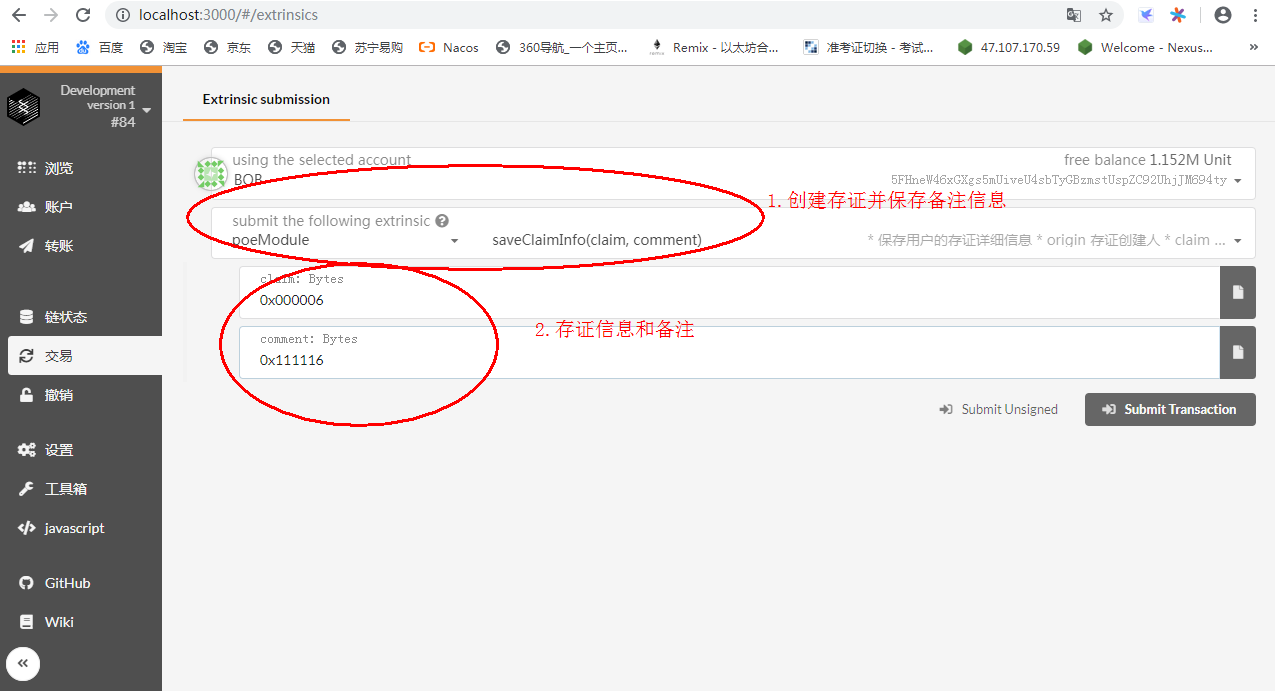 localhost:3000/#/extrinsics
应用 百度 淘宝 京东 天猫 苏宁易购 Nacos 360导航_一个主页... Remix - 以太坊合... 准考证切换 - 考试... 47.107.170.59 Welcome - Nexus... »
Development
version 1
#84
浏览
账户
转账
链状态
交易
撤销
设置
工具箱
javascript
GitHub
Wiki
Extrinsic submission
using the selected account
BOB
free balance 1.152M Unit
5FHneW46xGXgs5mUiveU4sbTyGBzmstUspZC92UhjJM694ty
1. 创建存证并保存备注信息
submit the following extrinsic
poeModule saveClaimInfo(claim, comment) * 保存用户的存证详细信息 * origin 存证创建人 * claim ...
claim: Bytes
0x000006
2. 存证信息和备注
comment: Bytes
0x111116
Submit Unsigned Submit Transaction